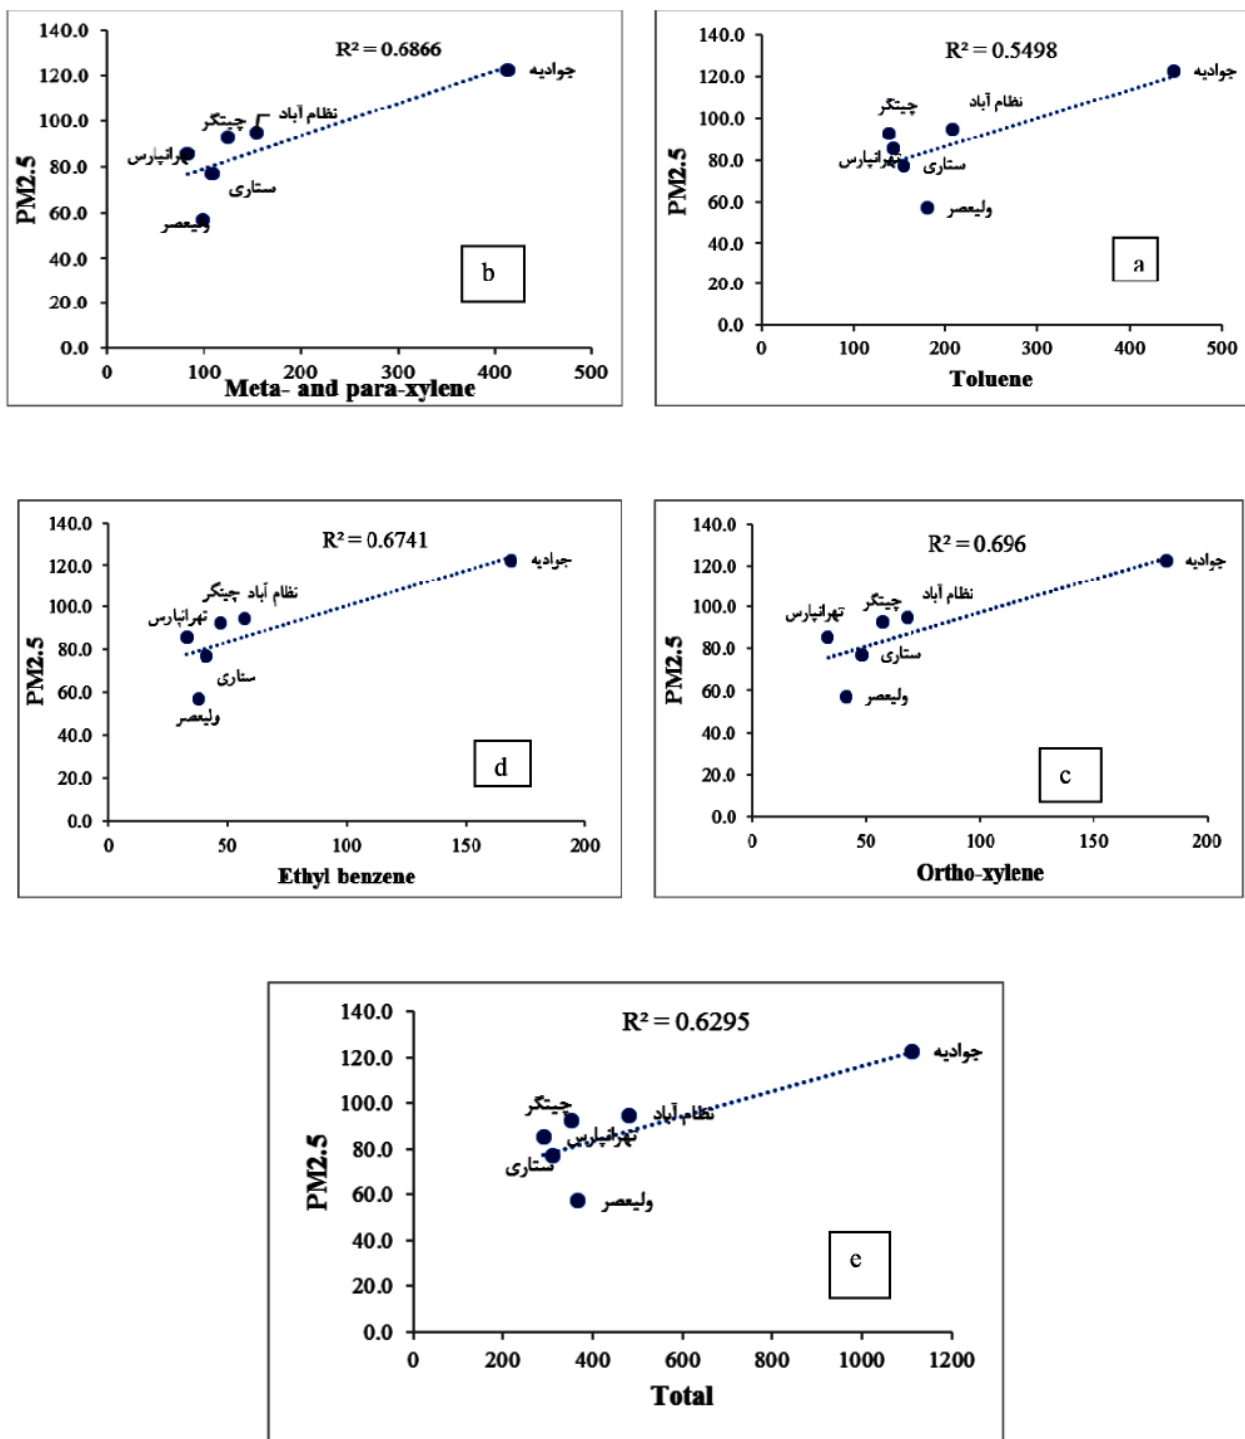 140.0
120.0
100.0
80.0
60.0
40.0
20.0
0.0
PM2.5
R² = 0.6866
جوادیه
نظام آباد
چیتگر
تهرانپارس
ستاری
ولیعصر
b
0 100 200 300 400 500
Meta- and para-xylene
140.0
120.0
100.0
80.0
60.0
40.0
20.0
0.0
PM2.5
R² = 0.5498
جوادیه
نظام آباد
چیتگر
تهرانپارس
ستاری
ولیعصر
a
0 100 200 300 400 500
Toluene
140.0
120.0
100.0
80.0
60.0
40.0
20.0
0.0
PM2.5
R² = 0.6741
جوادیه
نظام آباد
چیتگر
تهرانپارس
ستاری
ولیعصر
d
0 50 100 150 200
Ethyl benzene
140.0
120.0
100.0
80.0
60.0
40.0
20.0
0.0
PM2.5
R² = 0.696
جوادیه
نظام آباد
چیتگر
تهرانپارس
ستاری
ولیعصر
c
0 50 100 150 200
Ortho-xylene
140.0
120.0
100.0
80.0
60.0
40.0
20.0
0.0
PM2.5
R² = 0.6295
جوادیه
چیتگر
نظام آباد
تهرانپارس
ستاری
ولیعصر
e
0 200 400 600 800 1000 1200
Total